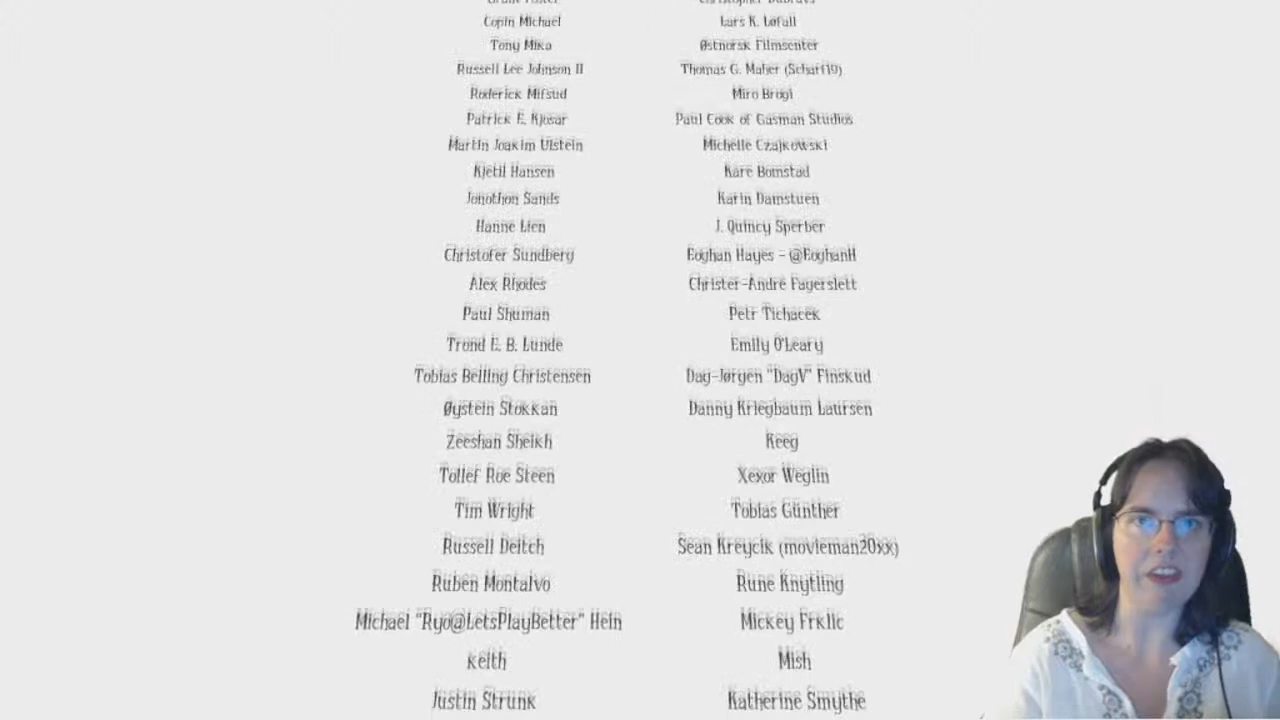 Copin Michael Lars K. Løfall
Tony Mika Østnorsk Filmsenter
Russell Lee Johnson II Thomas G. Maher (Scharf19)
Roderick Mifsud Miro Brogi
Patrick E. Kjosar Paul Cook of Gasman Studios
Martin Joakim Ulstein Michelle Czajkowski
Kjetil Hansen Kare Bomstad
Jonothon Sands Karin Damstuen
Hanne Lien J. Quincy Sperber
Christofer Sundberg Eoghan Hayes - @EoghanH
Alex Rhodes Christer-André Fagerslett
Paul Shuman Petr Tichacek
Trond E. B. Lunde Emily O'Leary
Tobias Belling Christensen Dag-Jørgen "DagV" Finskud
Øystein Stokkan Danny Kriegbaum Laursen
Zeeshan Sheikh Keeg
Tollef Roe Steen Xexor Weglin
Tim Wright Tobias Günther
Russell Deitch Sean Kreycik (movieman20xx)
Ruben Montalvo Rune Knytling
Michael "Ryo@LetsPlayBetter" Hein Mickey Frklic
keith Mish
Justin Strunk Katherine Smythe